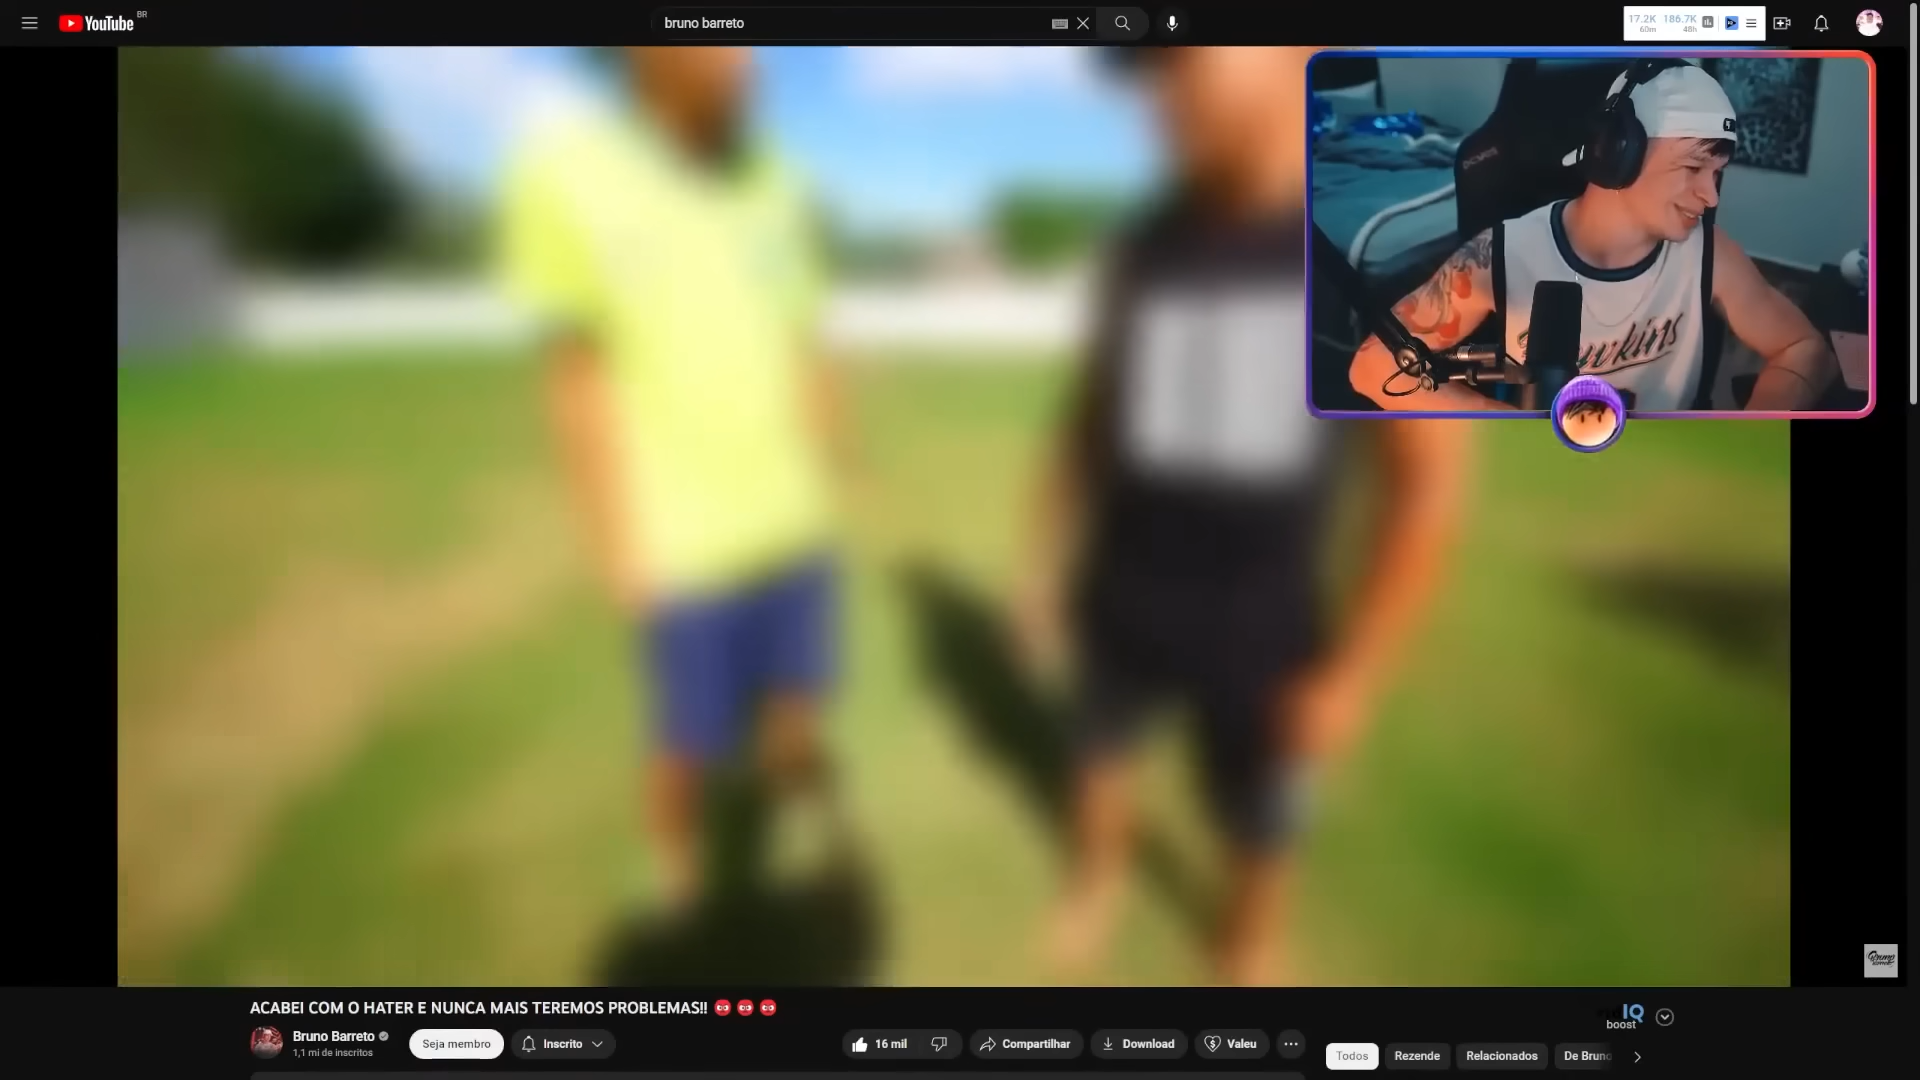 YouTube BR
bruno barreto
17.2K 186.7K
60m 48h
ACABEI COM O HATER E NUNCA MAIS TEREMOS PROBLEMAS!!
Bruno Barreto
1,1 mi de inscritos
Seja membro
Inscrito
16 mil
Compartilhar
Download
Valeu
IQ
boost
Todos
Rezende
Relacionados
De Bruno